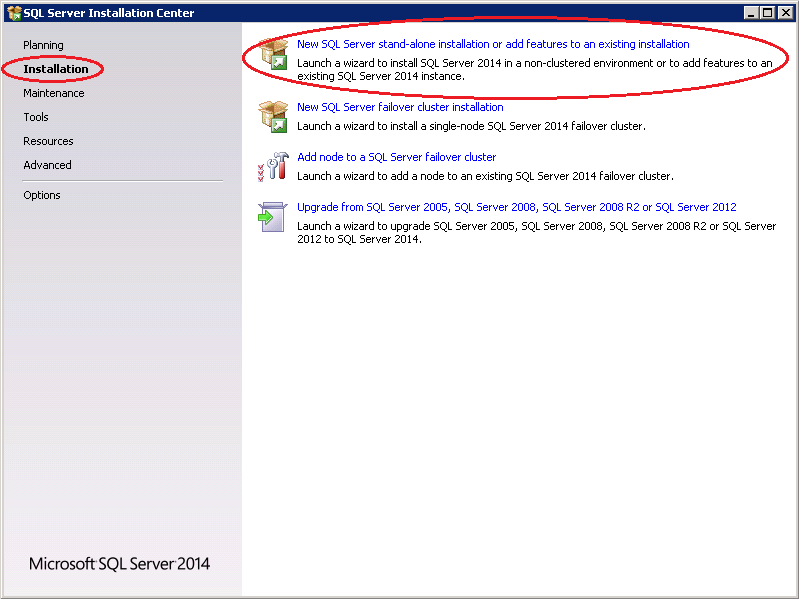 SQL Server Installation Center
Planning
Installation
Maintenance
Tools
Resources
Advanced
Options
New SQL Server stand-alone installation or add features to an existing installation
Launch a wizard to install SQL Server 2014 in a non-clustered environment or to add features to an
existing SQL Server 2014 instance.
New SQL Server failover cluster installation
Launch a wizard to install a single-node SQL Server 2014 failover cluster.
Add node to a SQL Server failover cluster
Launch a wizard to add a node to an existing SQL Server 2014 failover cluster.
Upgrade from SQL Server 2005, SQL Server 2008, SQL Server 2008 R2 or SQL Server 2012
Launch a wizard to upgrade SQL Server 2005, SQL Server 2008, SQL Server 2008 R2 or SQL Server
2012 to SQL Server 2014.
Microsoft SQL Server 2014